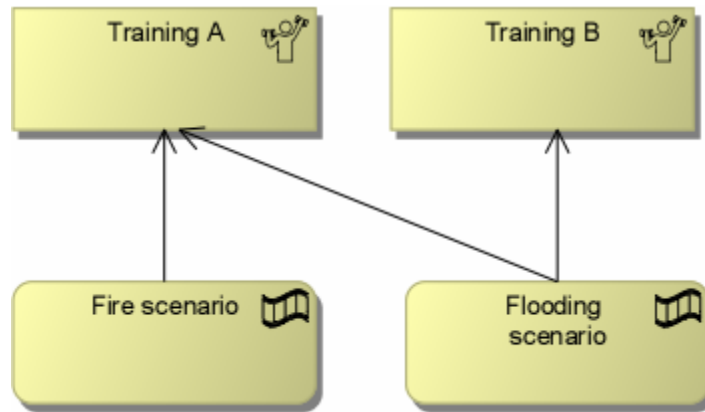 Training A
Training B
Fire scenario
Flooding
scenario